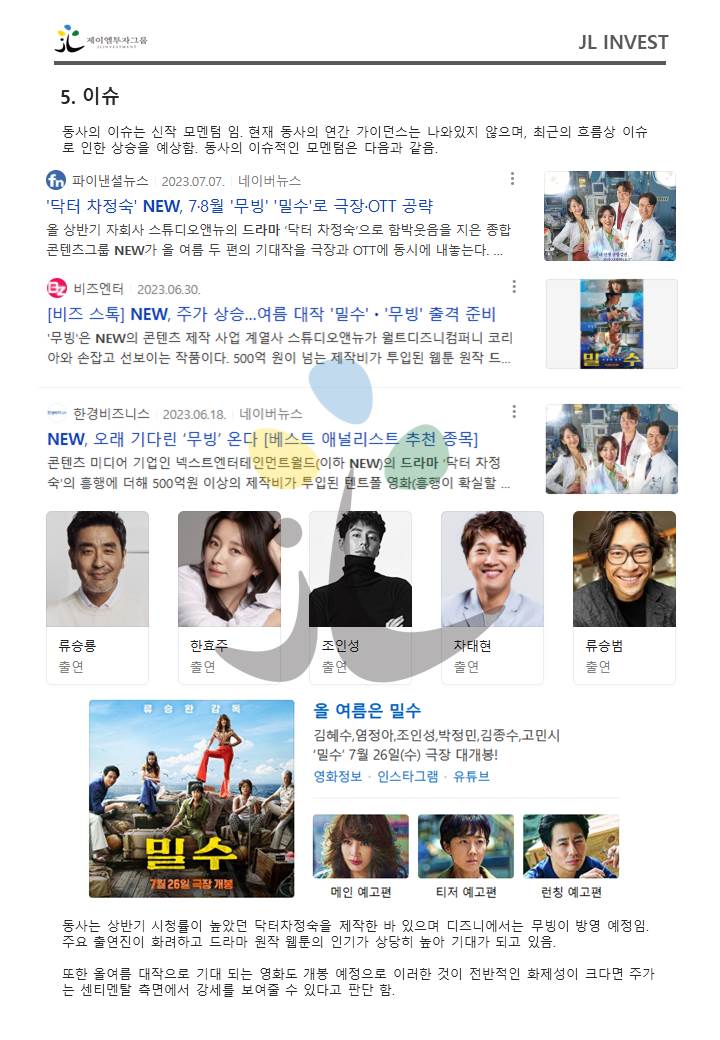 제이엘투자그룹
JLINVESTMENT
JL INVEST
5. 이슈
동사의 이슈는 신작 모멘텀 임. 현재 동사의 연간 가이던스는 나와있지 않으며, 최근의 흐름상 이슈
로 인한 상승을 예상함. 동사의 이슈적인 모멘텀은 다음과 같음.
fn 파이낸셜뉴스 2023.07.07. 네이버뉴스
'닥터 차정숙' NEW, 7·8월 '무빙' '밀수'로 극장·OTT 공략
올 상반기 자회사 스튜디오앤뉴의 드라마 ‘닥터 차정숙’으로 함박웃음을 지은 종합
콘텐츠그룹 NEW가 올 여름 두 편의 기대작을 극장과 OTT에 동시에 내놓는다. ...
Bz 비즈엔터 2023.06.30.
[비즈 스톡] NEW, 주가 상승...여름 대작 '밀수'·'무빙' 출격 준비
'무빙'은 NEW의 콘텐츠 제작 사업 계열사 스튜디오앤뉴가 월트디즈니컴퍼니 코리
아와 손잡고 선보이는 작품이다. 500억 원이 넘는 제작비가 투입된 웹툰 원작 드...
밀수
한경비즈니스 2023.06.18. 네이버뉴스
NEW, 오래 기다린 ‘무빙’ 온다 [베스트 애널리스트 추천 종목]
콘텐츠 미디어 기업인 넥스트엔터테인먼트월드(이하 NEW)의 드라마 ‘닥터 차정
숙’의 흥행에 더해 500억원 이상의 제작비가 투입된 텐트폴 영화(흥행이 확실할 ...
류승룡
출연
한효주
출연
조인성
출연
차태현
출연
류승범
출연
류승완 감독
밀수
7월 26일 극장 개봉
올 여름은 밀수
김혜수,염정아,조인성,박정민,김종수,고민시
‘밀수’ 7월 26일(수) 극장 대개봉!
영화정보 · 인스타그램 · 유튜브
메인 예고편
티저 예고편
런칭 예고편
동사는 상반기 시청률이 높았던 닥터차정숙을 제작한 바 있으며 디즈니에서는 무빙이 방영 예정임.
주요 출연진이 화려하고 드라마 원작 웹툰의 인기가 상당히 높아 기대가 되고 있음.
또한 올여름 대작으로 기대 되는 영화도 개봉 예정으로 이러한 것이 전반적인 화제성이 크다면 주가
는 센티멘탈 측면에서 강세를 보여줄 수 있다고 판단 함.